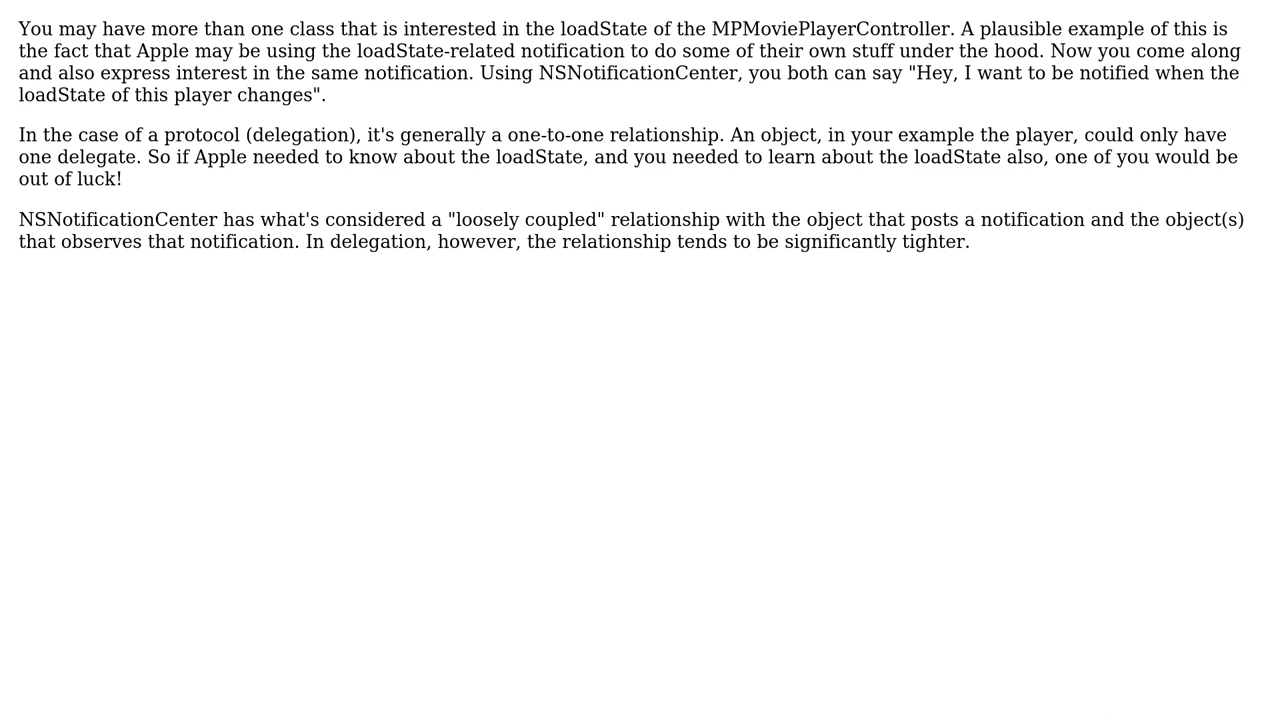 You may have more than one class that is interested in the loadState of the MPMoviePlayerController. A plausible example of this is
the fact that Apple may be using the loadState-related notification to do some of their own stuff under the hood. Now you come along
and also express interest in the same notification. Using NSNotificationCenter, you both can say "Hey, I want to be notified when the
loadState of this player changes".
In the case of a protocol (delegation), it's generally a one-to-one relationship. An object, in your example the player, could only have
one delegate. So if Apple needed to know about the loadState, and you needed to learn about the loadState also, one of you would be
out of luck!
NSNotificationCenter has what's considered a "loosely coupled" relationship with the object that posts a notification and the object(s)
that observes that notification. In delegation, however, the relationship tends to be significantly tighter.